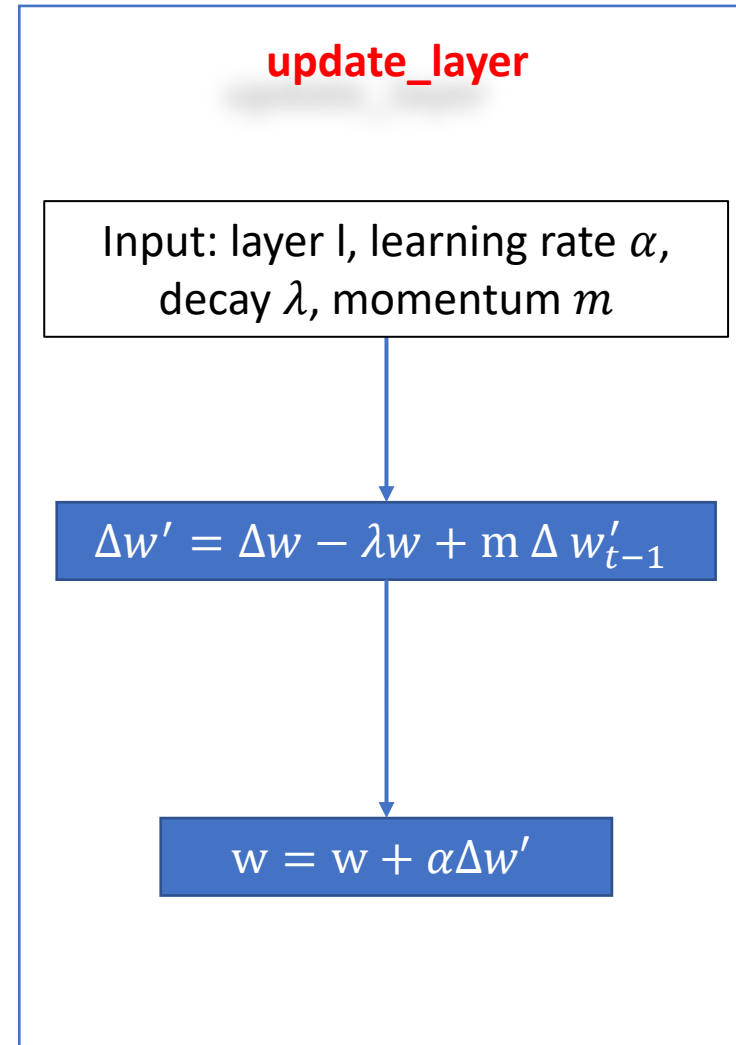 update_layer
Input: layer l, learning rate 𝛼,
decay 𝜆, momentum 𝑚
Δ𝑤′ = Δ𝑤 − 𝜆𝑤 + m Δ 𝑤′ₜ₋₁
w = w + 𝛼Δ𝑤′